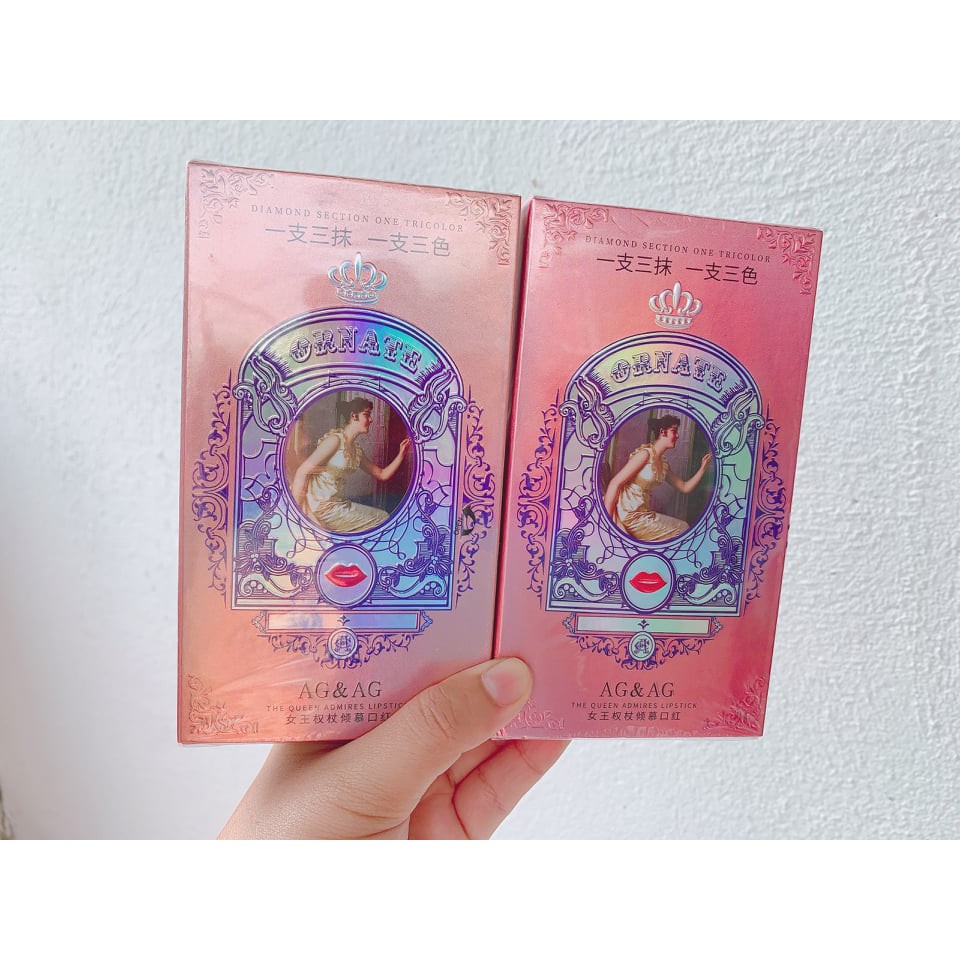 DIAMOND SECTION ONE TRICOLOR
一支三抹 一支三色
ORNATE
AG&AG
THE QUEEN ADMIRES LIPSTICK
女王权杖倾慕口红
DIAMOND SECTION ONE TRICOLOR
一支三抹 一支三色
ORNATE
AG&AG
THE QUEEN ADMIRES LIPSTICK
女王权杖倾慕口红